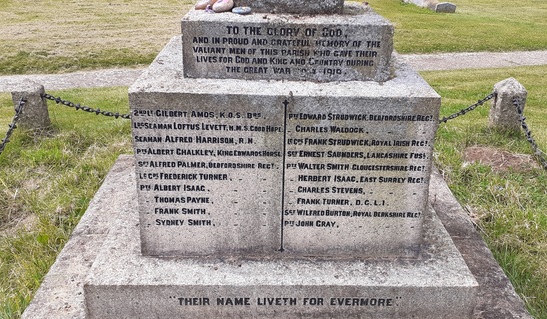 TO THE GLORY OF GOD,
AND IN PROUD AND GRATEFUL MEMORY OF THE
VALIANT MEN OF THIS PARISH WHO GAVE THEIR
LIVES FOR GOD AND KING AND COUNTRY DURING
THE GREAT WAR 1914 1919.
2ND LT GILBERT AMOS, K.O.S. BRS.
LG SEAMAN LOFTUS LEVETT, H.M.S. GOOD HOPE.
SEAMAN ALFRED HARRISON, R.N.
PTE ALBERT CHALKLEY, KING EDWARDS HORSE.
SGT ALFRED PALMER, BEDFORDSHIRE REGT.
L/CPL FREDERICK TURNER, "
PTE ALBERT ISAAC, "
" THOMAS PAYNE "
" FRANK SMITH, "
" SYDNEY SMITH, "
PTE EDWARD STRUDWICK, BEDFORDSHIRE REGT.
" CHARLES WALDOCK, "
L/CPL FRANK STRUDWICK, ROYAL IRISH REGT.
SGT ERNEST SAUNDERS, LANCASHIRE FUSRS
PTE WALTER SMITH GLOUCESTERSHIRE REGT.
" HERBERT ISAAC, EAST SURREY REGT.
" CHARLES STEVENS, "
" FRANK TURNER, D.C.L.I.
SGT WILFRED BURTON, ROYAL BERKSHIRE REGT.
PTE JOHN GRAY,
"THEIR NAME LIVETH FOR EVERMORE"